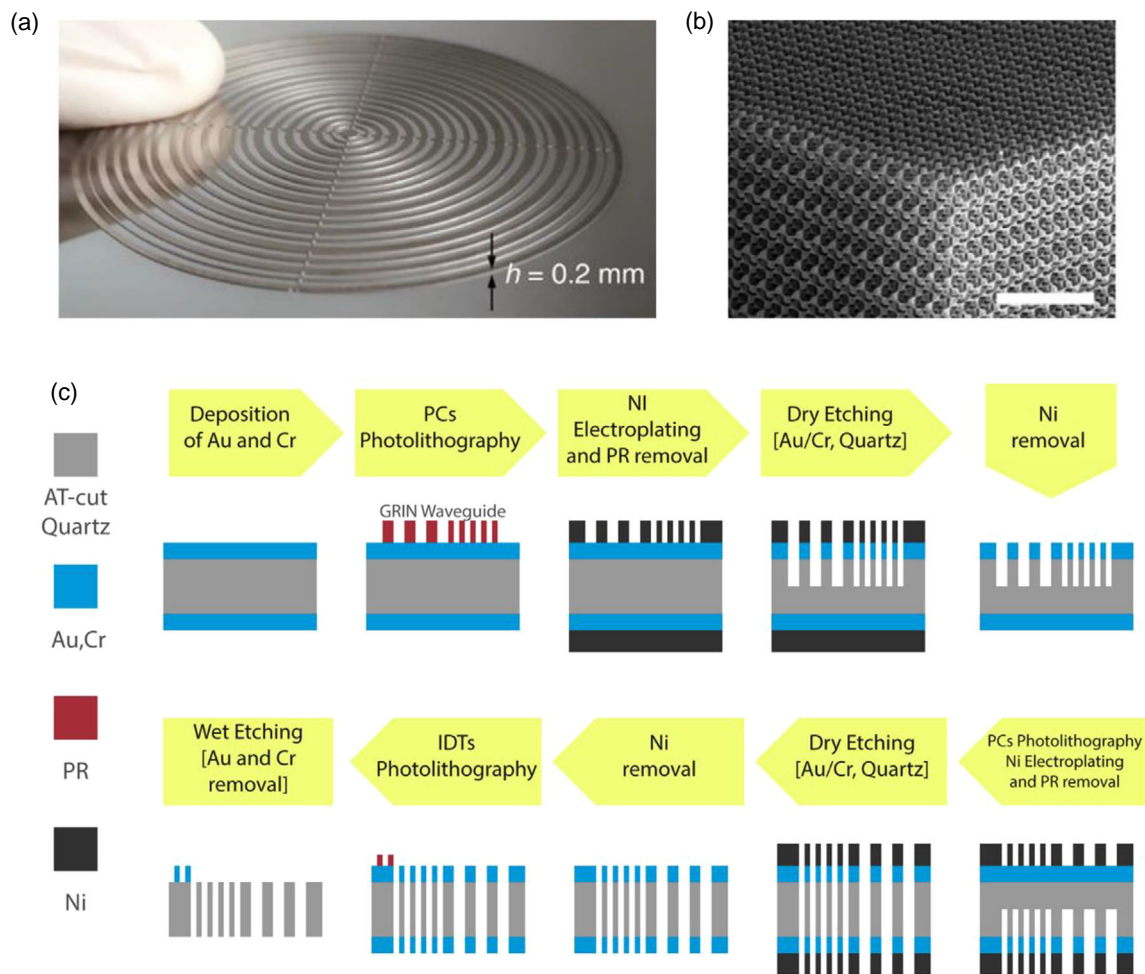 (a)
h = 0.2 mm
(b)
(c)
AT-cut
Quartz
Au,Cr
PR
Ni
Deposition
of Au and Cr
PCs
Photolithography
NI
Electroplating
and PR removal
Dry Etching
[Au/Cr, Quartz]
Ni
removal
GRIN Waveguide
Wet Etching
[Au and Cr
removal]
IDTs
Photolithography
Ni
removal
Dry Etching
[Au/Cr, Quartz]
PCs Photolithography
Ni Electroplating
and PR removal